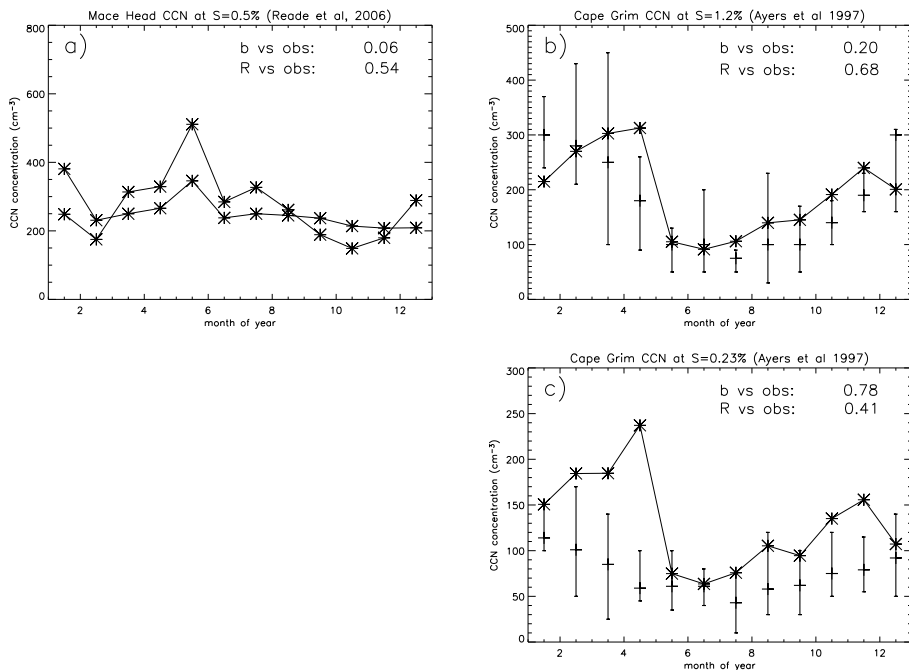 Mace Head CCN at S=0.5% (Reade et al, 2006)
a)
b vs obs: 0.06
R vs obs: 0.54
CCN concentration (cm⁻³)
800
600
400
200
0
2 4 6 8 10 12
month of year
Cape Grim CCN at S=1.2% (Ayers et al 1997)
b)
b vs obs: 0.20
R vs obs: 0.68
CCN concentration (cm⁻³)
500
400
300
200
100
0
2 4 6 8 10 12
month of year
Cape Grim CCN at S=0.23% (Ayers et al 1997)
c)
b vs obs: 0.78
R vs obs: 0.41
CCN concentration (cm⁻³)
300
250
200
150
100
50
0
2 4 6 8 10 12
month of year